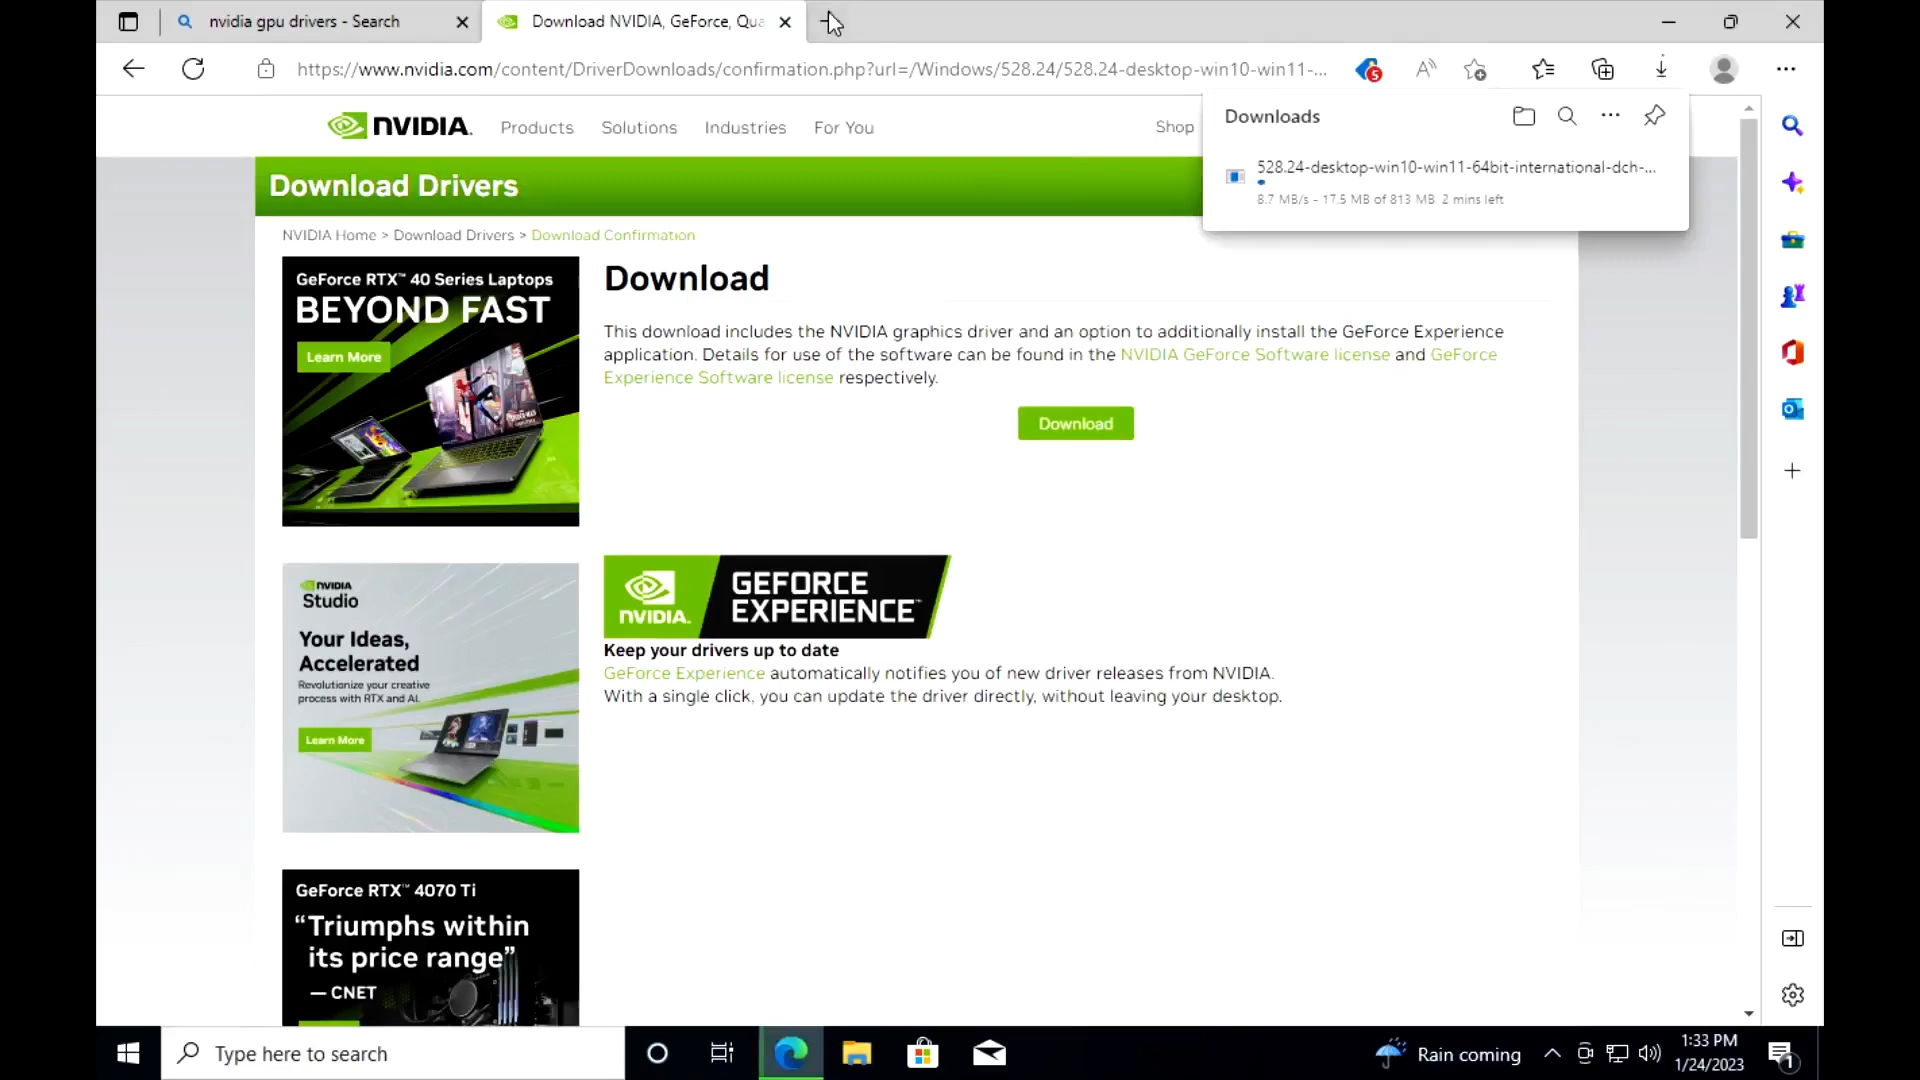 nvidia gpu drivers - Search
Download NVIDIA, GeForce, Qua
https://www.nvidia.com/content/DriverDownloads/confirmation.php?url=/Windows/528.24/528.24-desktop-win10-win11-...
5
Downloads
528.24-desktop-win10-win11-64bit-international-dch-...
8.7 MB/s - 17.5 MB of 813 MB, 2 mins left
NVIDIA.
Products
Solutions
Industries
For You
Shop
Download Drivers
NVIDIA Home > Download Drivers > Download Confirmation
GeForce RTX™ 40 Series Laptops
BEYOND FAST
Learn More
Download
This download includes the NVIDIA graphics driver and an option to additionally install the GeForce Experience
application. Details for use of the software can be found in the NVIDIA GeForce Software license and GeForce
Experience Software license respectively.
Download
NVIDIA
Studio
Your Ideas,
Accelerated
Revolutionize your creative
process with RTX and AI.
Learn More
NVIDIA.
GEFORCE
EXPERIENCE™
Keep your drivers up to date
GeForce Experience automatically notifies you of new driver releases from NVIDIA.
With a single click, you can update the driver directly, without leaving your desktop.
GeForce RTX™ 4070 Ti
“Triumphs within
its price range”
— CNET
Type here to search
Rain coming
1:33 PM
1/24/2023
1